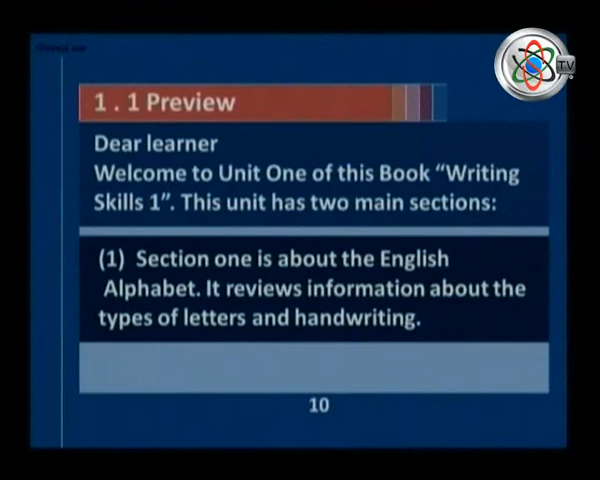 1 . 1 Preview
Dear learner
Welcome to Unit One of this Book “Writing
Skills 1”. This unit has two main sections:
(1) Section one is about the English
Alphabet. It reviews information about the
types of letters and handwriting.
10
TV